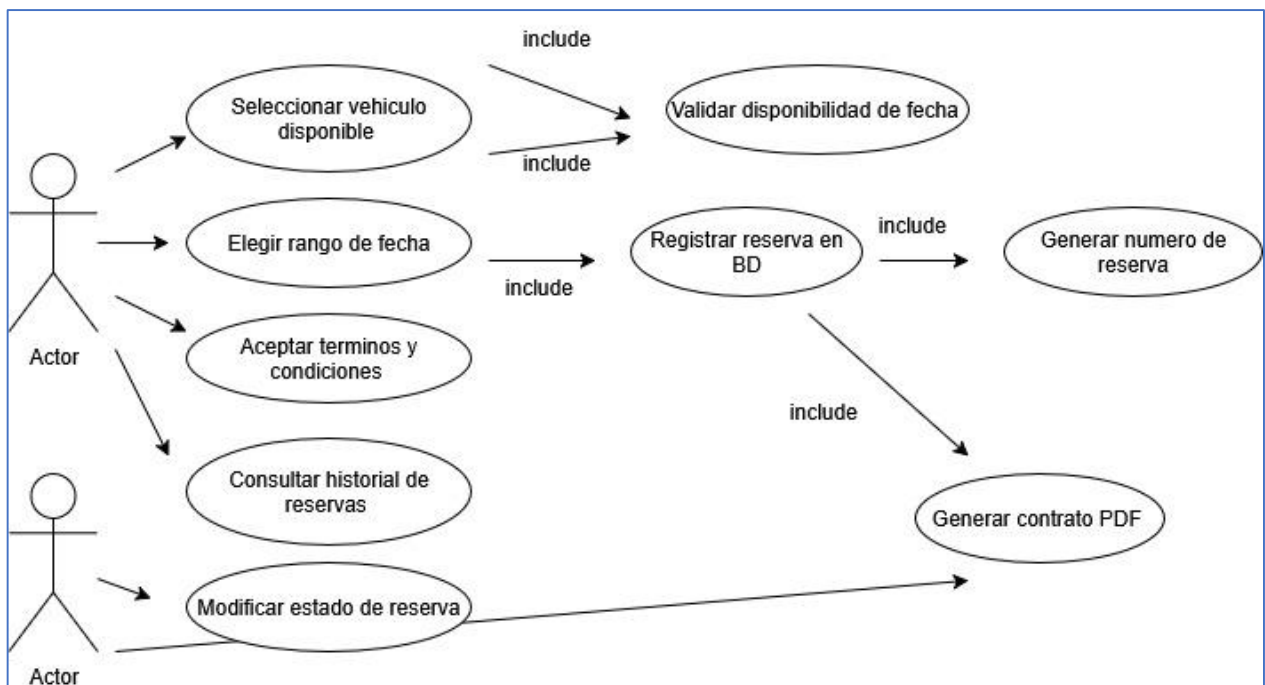 include
Seleccionar vehiculo
disponible
Validar disponibilidad de fecha
include
Elegir rango de fecha
include
Registrar reserva en
BD
include
Generar numero de
reserva
Actor
Aceptar terminos y
condiciones
include
Consultar historial de
reservas
Generar contrato PDF
Modificar estado de reserva
Actor